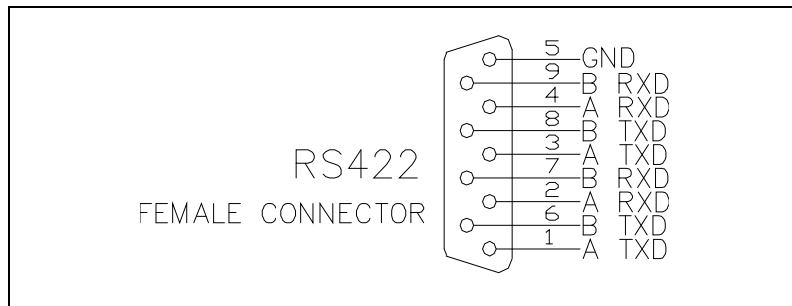 5 GND
9 B RXD
4 A RXD
8 B TXD
3 A TXD
7 B RXD
2 A RXD
6 B TXD
1 A TXD
RS422
FEMALE CONNECTOR